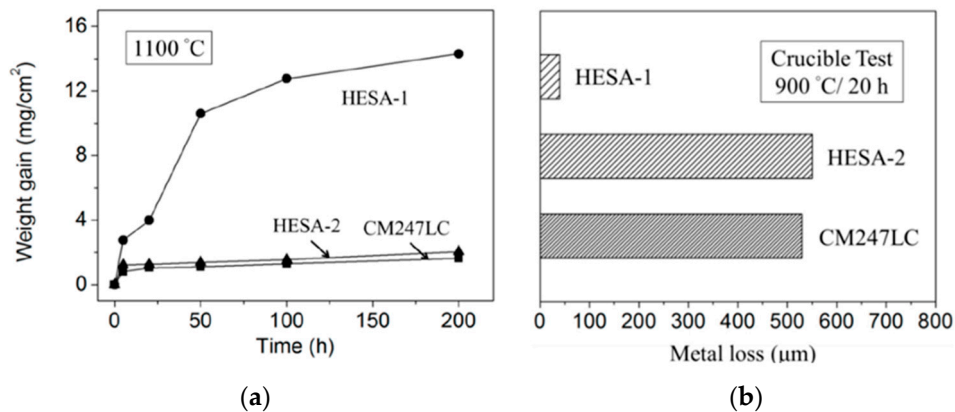 1100 °C
HESA-1
HESA-2
CM247LC
16
12
8
4
0
0 50 100 150 200
Weight gain (mg/cm²)
Time (h)
(a)
Crucible Test
900 °C/ 20 h
HESA-1
HESA-2
CM247LC
0 100 200 300 400 500 600 700 800
Metal loss (μm)
(b)